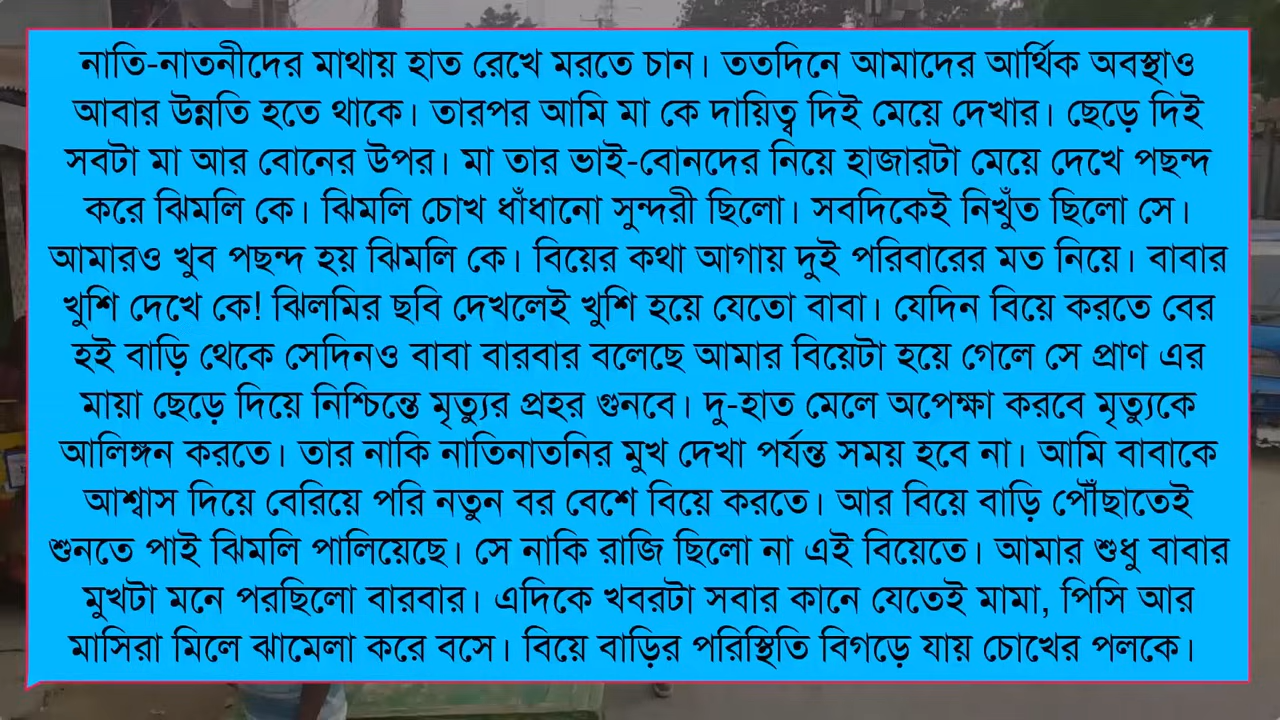 নাতি-নাতনীদের মাথায় হাত রেখে মরতে চান। ততদিনে আমাদের আর্থিক অবস্থাও
আবার উন্নতি হতে থাকে। তারপর আমি মা কে দায়িত্ব দিই মেয়ে দেখার। ছেড়ে দিই
সবটা মা আর বোনের উপর। মা তার ভাই-বোনদের নিয়ে হাজারটা মেয়ে দেখে পছন্দ
করে ঝিমলি কে। ঝিমলি চোখ ধাঁধানো সুন্দরী ছিলো। সবদিকেই নিখুঁত ছিলো সে।
আমারও খুব পছন্দ হয় ঝিমলি কে। বিয়ের কথা আগায় দুই পরিবারের মত নিয়ে। বাবার
খুশি দেখে কে! ঝিলমির ছবি দেখলেই খুশি হয়ে যেতো বাবা। যেদিন বিয়ে করতে বের
হই বাড়ি থেকে সেদিনও বাবা বারবার বলেছে আমার বিয়েটা হয়ে গেলে সে প্রাণ এর
মায়া ছেড়ে দিয়ে নিশ্চিন্তে মৃত্যুর প্রহর গুনবে। দু-হাত মেলে অপেক্ষা করবে মৃত্যুকে
আলিঙ্গন করতে। তার নাকি নাতিনাতনির মুখ দেখা পর্যন্ত সময় হবে না। আমি বাবাকে
আশ্বাস দিয়ে বেরিয়ে পরি নতুন বর বেশে বিয়ে করতে। আর বিয়ে বাড়ি পৌঁছাতেই
শুনতে পাই ঝিমলি পালিয়েছে। সে নাকি রাজি ছিলো না এই বিয়েতে। আমার শুধু বাবার
মুখটা মনে পরছিলো বারবার। এদিকে খবরটা সবার কানে যেতেই মামা, পিসি আর
মাসিরা মিলে ঝামেলা করে বসে। বিয়ে বাড়ির পরিস্থিতি বিগড়ে যায় চোখের পলকে।